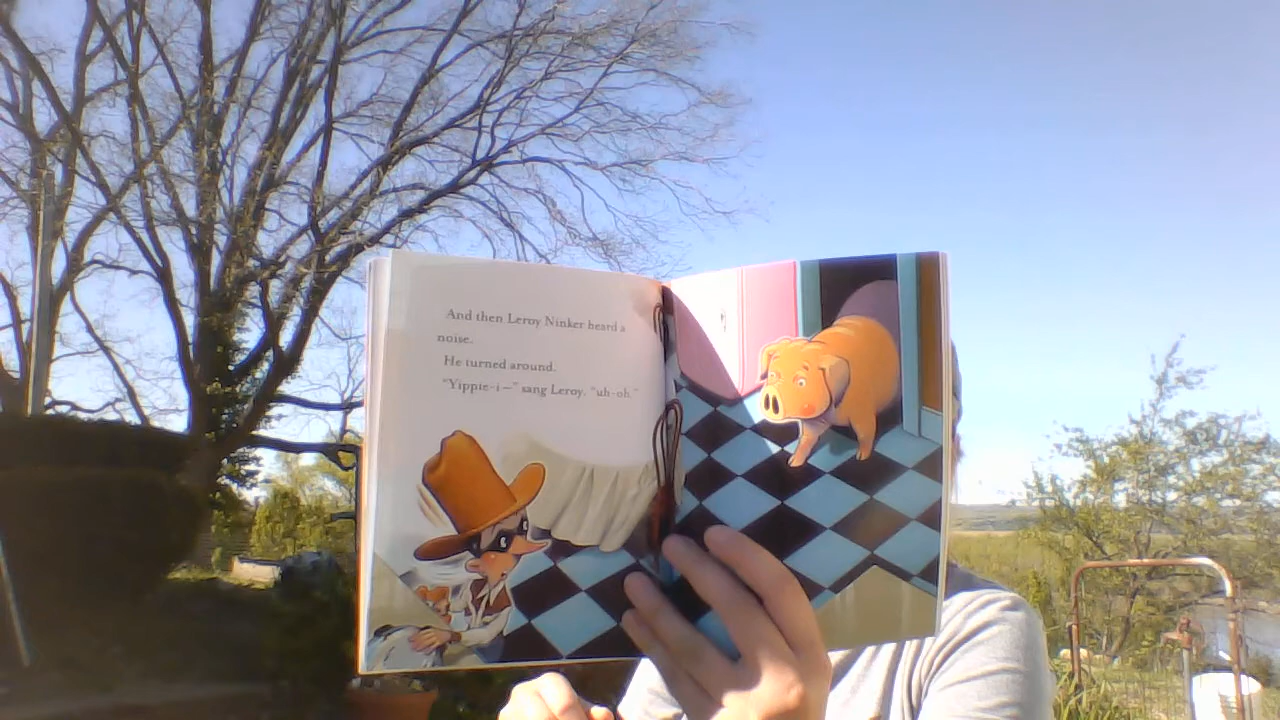 And then Leroy Ninker heard a
noise.
He turned around.
"Yippie-i—" sang Leroy, "uh-oh."